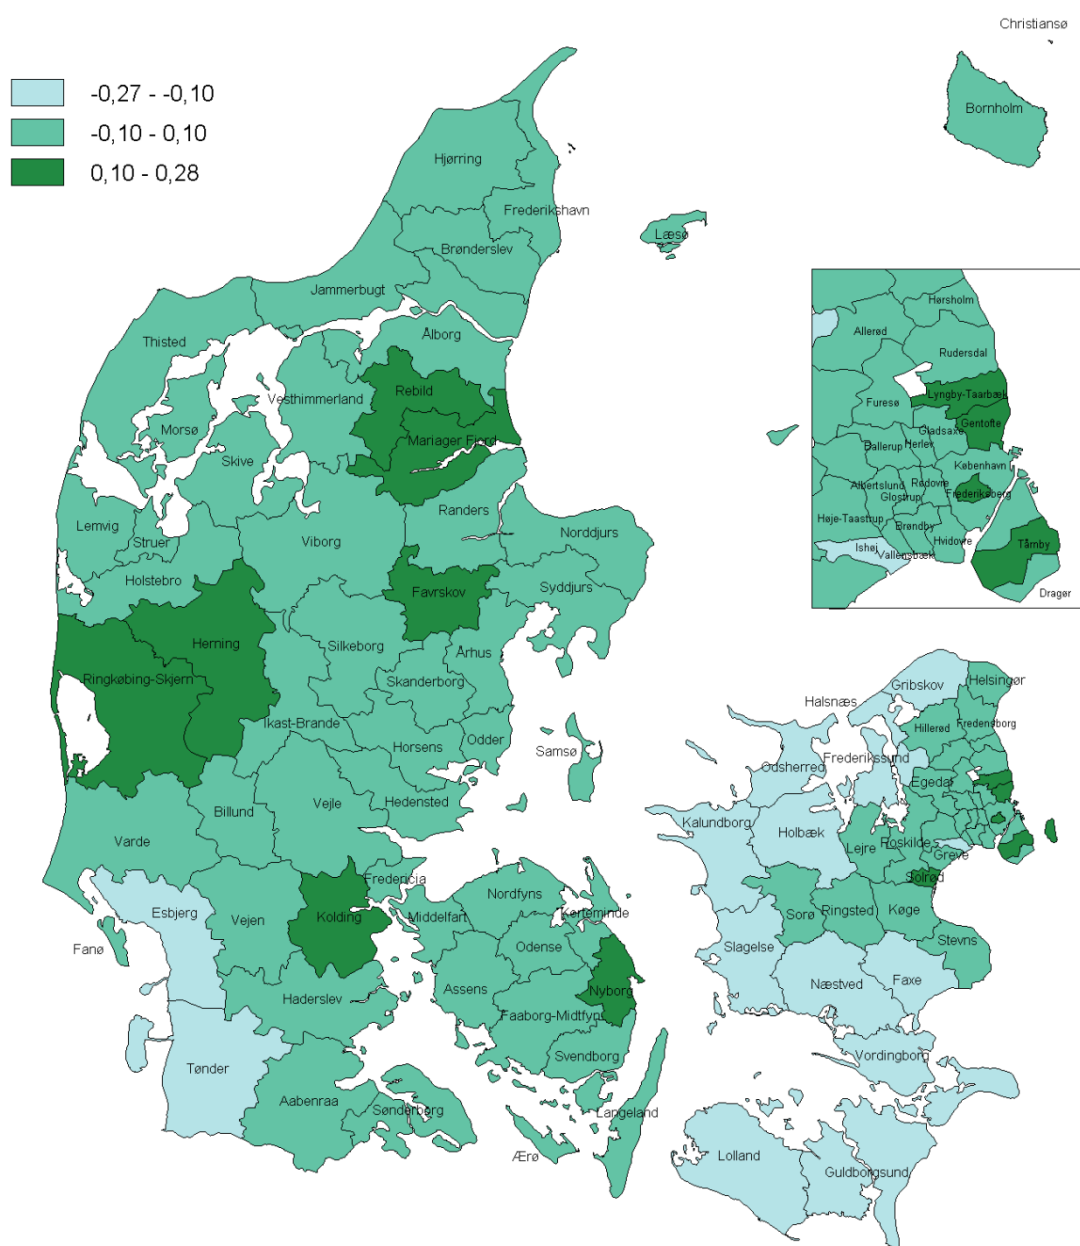 Christiansø
-0,27 - -0,10
-0,10 - 0,10
0,10 - 0,28
Bornholm
Hjørring
Frederikshavn
Læsø
Brønderslev
Jammerbugt
Ålborg
Thisted
Rebild
Vesthimmerland
Morsø
Mariager Fjord
Skive
Randers
Lemvig
Struer
Viborg
Norddjurs
Holstebro
Favrskov
Syddjurs
Herning
Silkeborg
Århus
Ringkøbing-Skjern
Skanderborg
Ikast-Brande
Horsens
Odder
Samsø
Billund
Vejle
Hedensted
Varde
Fredericia
Nordfyns
Esbjerg
Vejen
Kolding
Middelfart
Kerteminde
Fanø
Odense
Haderslev
Assens
Nyborg
Faaborg-Midtfyn
Tønder
Svendborg
Aabenraa
Sønderborg
Langeland
Ærø
Hørsholm
Allerød
Rudersdal
Lyngby-Taarbæk
Furesø
Gentofte
Gladsaxe
Ballerup
Herlev
København
Albertslund
Rødovre
Frederiksberg
Glostrup
Høje-Taastrup
Brøndby
Hvidovre
Ishøj
Vallensbæk
Tårnby
Dragør
Gribskov
Helsingør
Halsnæs
Hillerød
Fredensborg
Frederikssund
Odsherred
Egedal
Kalundborg
Holbæk
Lejre
Roskilde
Greve
Solrød
Sorø
Ringsted
Køge
Slagelse
Stevns
Næstved
Faxe
Vordingborg
Lolland
Guldborgsund